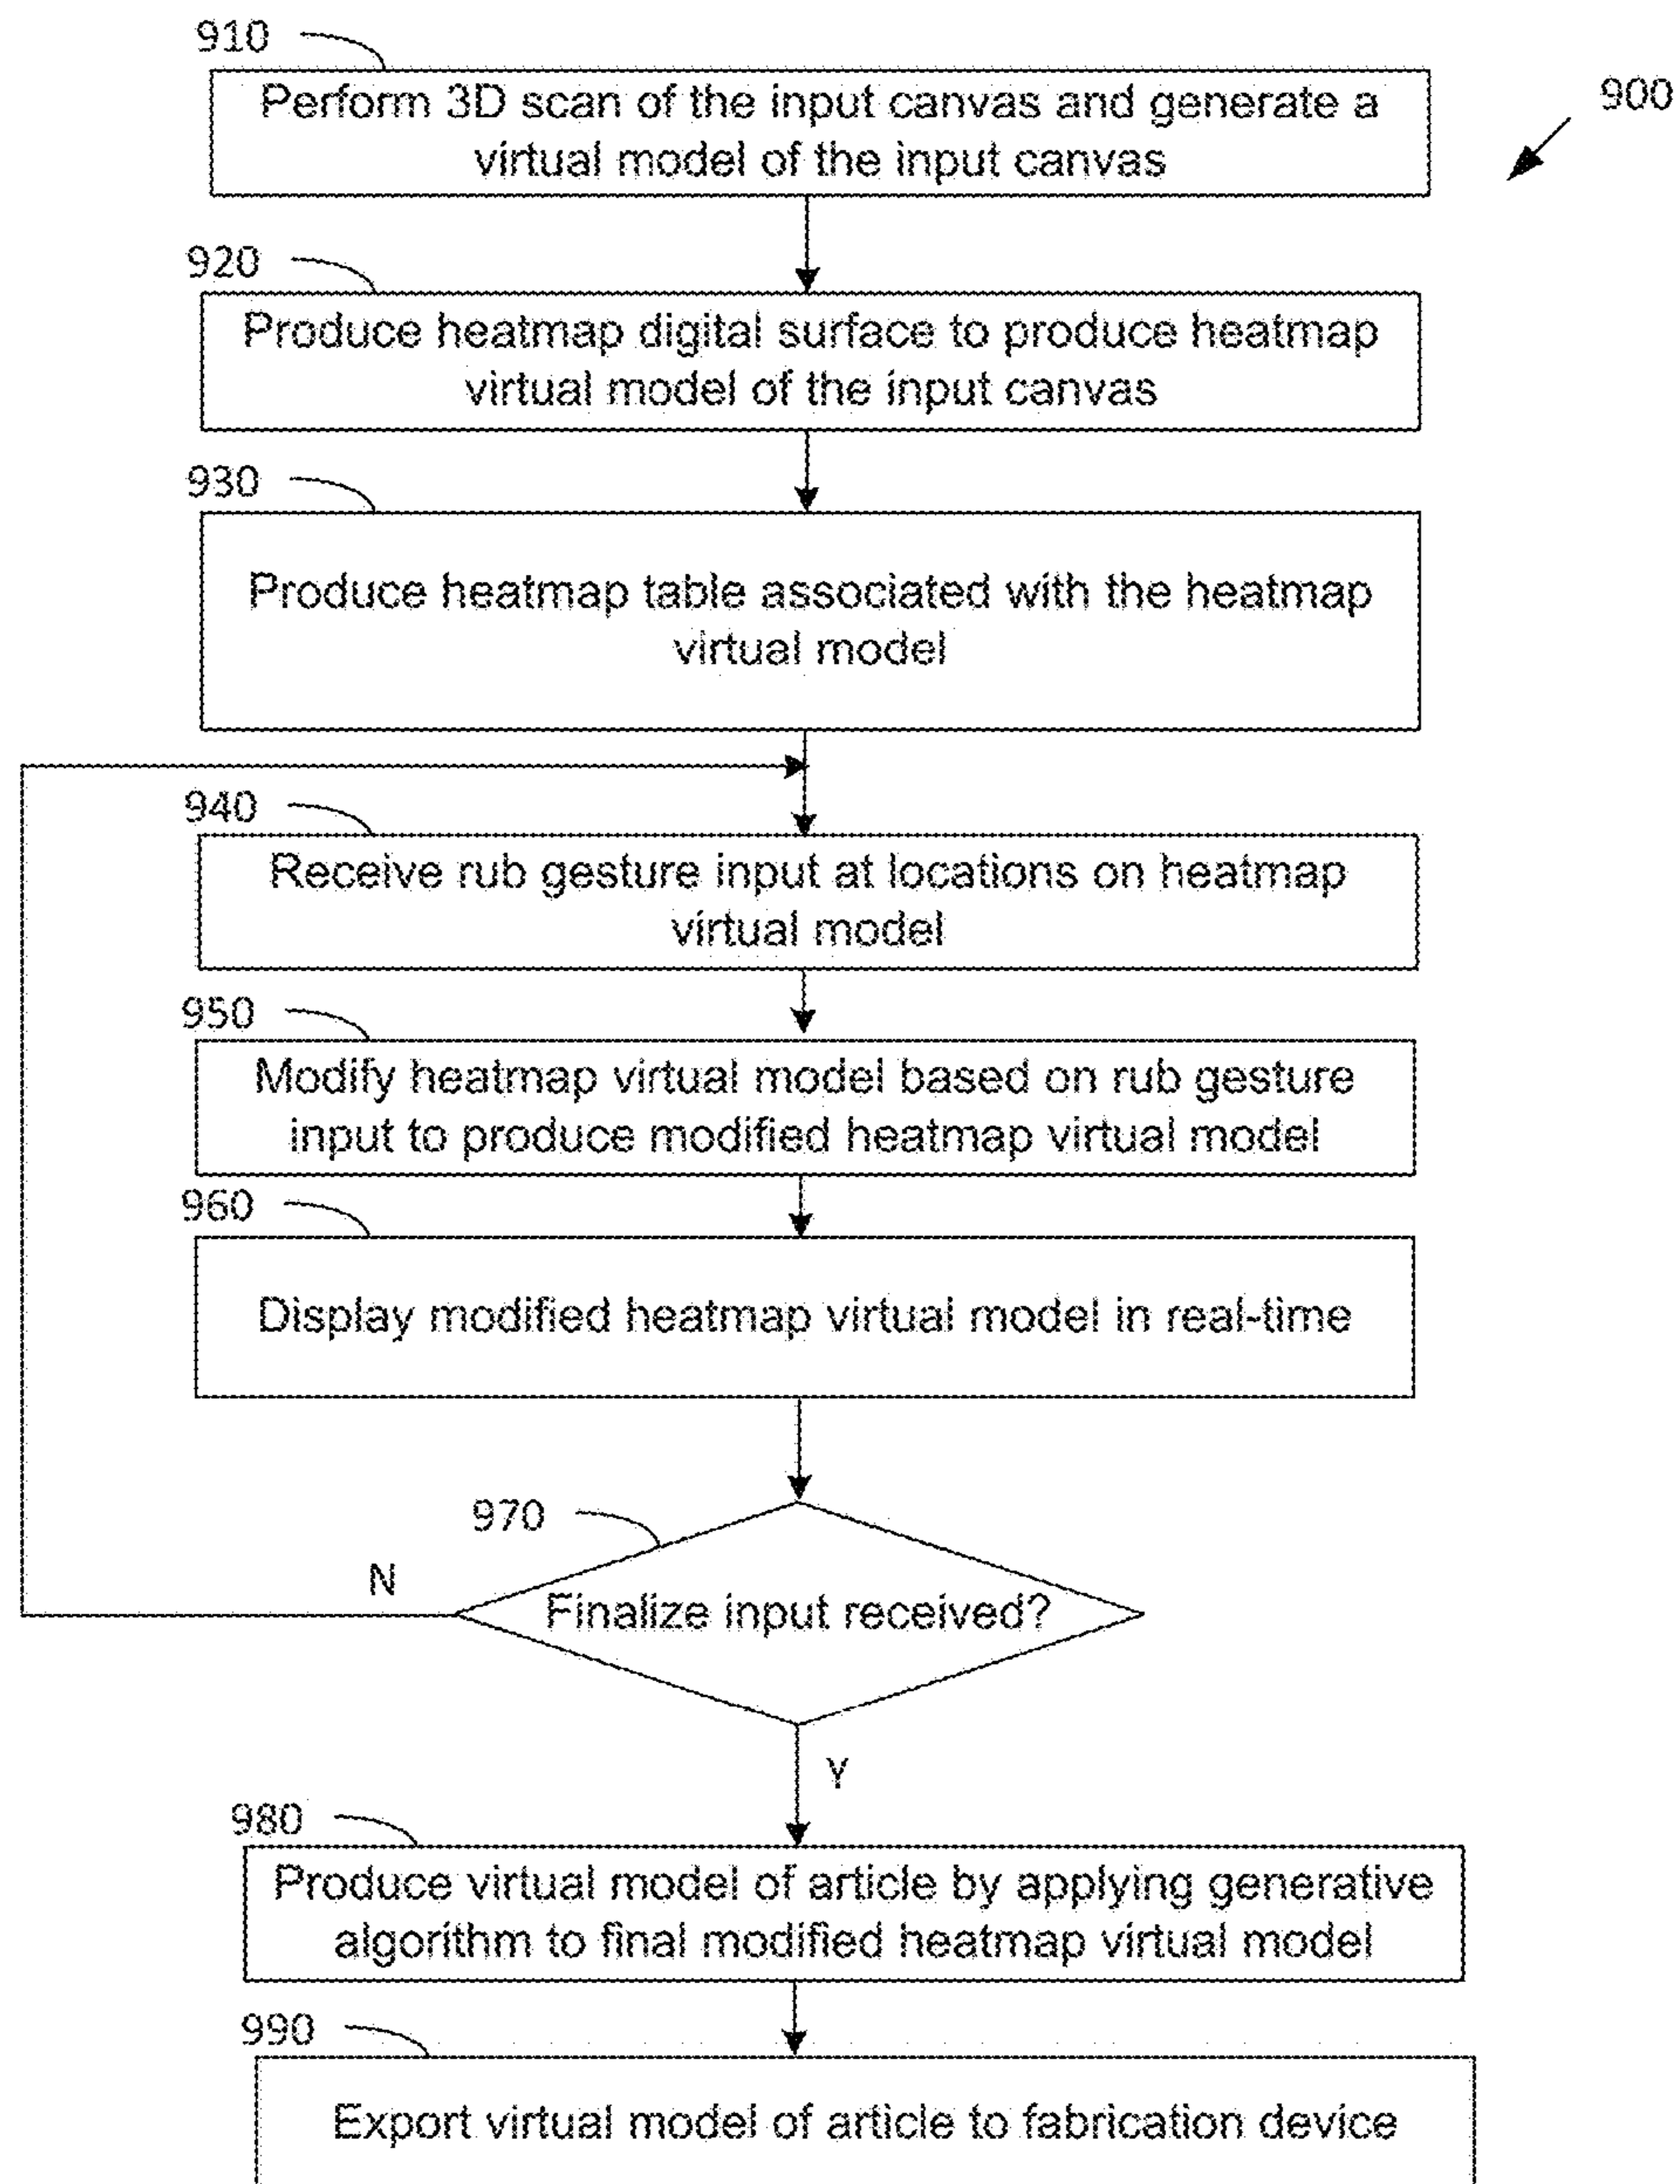 910
900
Perform 3D scan of the input canvas and generate a
virtual model of the input canvas
920
Produce heatmap digital surface to produce heatmap
virtual model of the input canvas
930
Produce heatmap table associated with the heatmap
virtual model
940
Receive rub gesture input at locations on heatmap
virtual model
950
Modify heatmap virtual model based on rub gesture
input to produce modified heatmap virtual model
960
Display modified heatmap virtual model in real-time
970
N
Finalize input received?
Y
980
Produce virtual model of article by applying generative
algorithm to final modified heatmap virtual model
990
Export virtual model of article to fabrication device